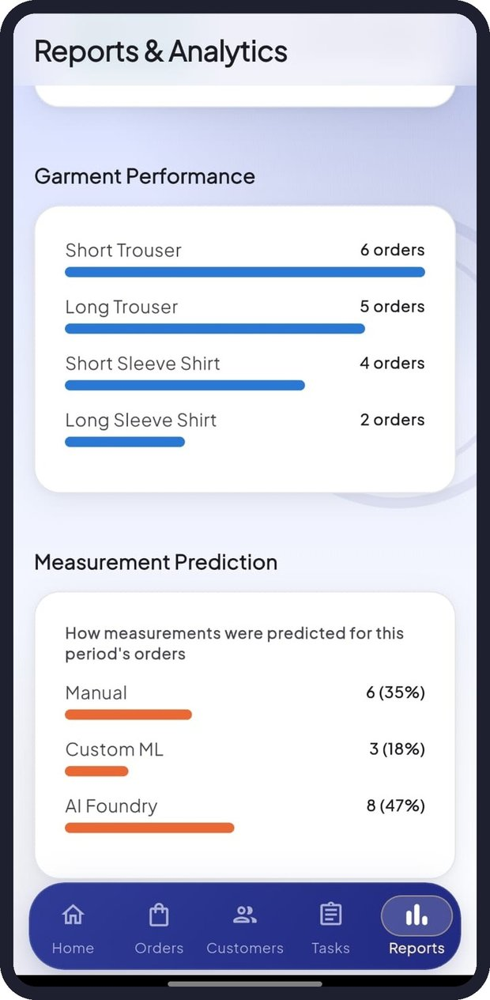 Reports & Analytics
Garment Performance
Short Trouser 6 orders
Long Trouser 5 orders
Short Sleeve Shirt 4 orders
Long Sleeve Shirt 2 orders
Measurement Prediction
How measurements were predicted for this
period's orders
Manual 6 (35%)
Custom ML 3 (18%)
AI Foundry 8 (47%)
Home Orders Customers Tasks Reports